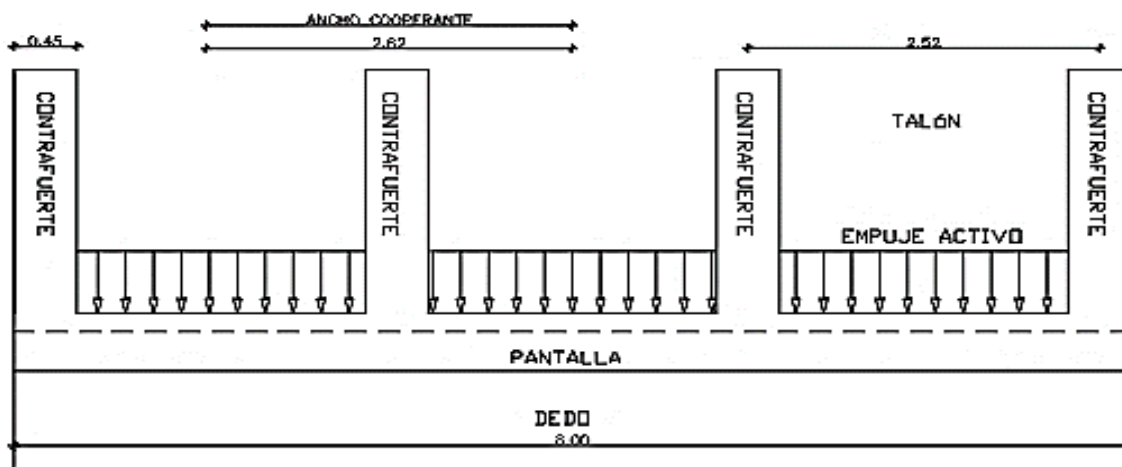 ANCHO COOPERANTE
0.45
2.62
2.52
CONTRAFUERTE
CONTRAFUERTE
CONTRAFUERTE
CONTRAFUERTE
TALÓN
EMPUJE ACTIVO
PANTALLA
DEDO
8.00